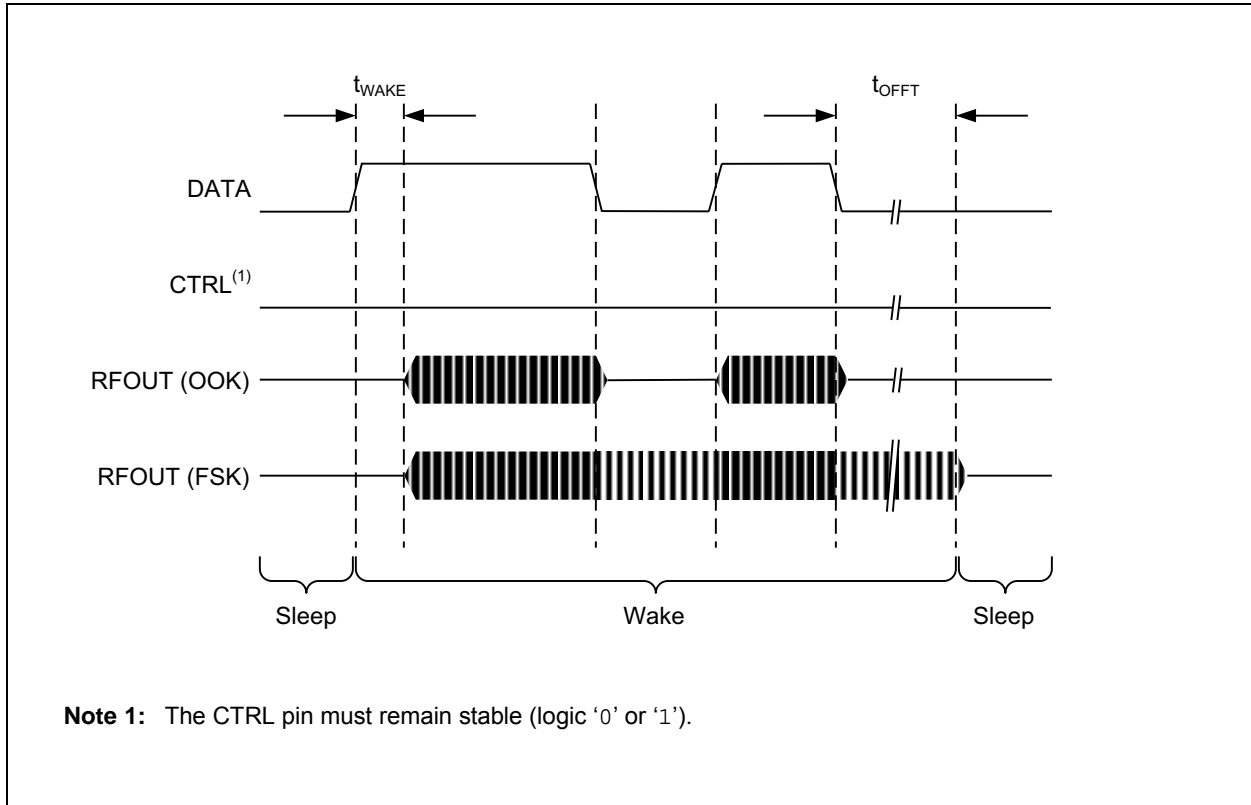 tWAKE
tOFFT
DATA
CTRL(1)
RFOUT (OOK)
RFOUT (FSK)
Sleep
Wake
Sleep
Note 1: The CTRL pin must remain stable (logic ‘0’ or ‘1’).